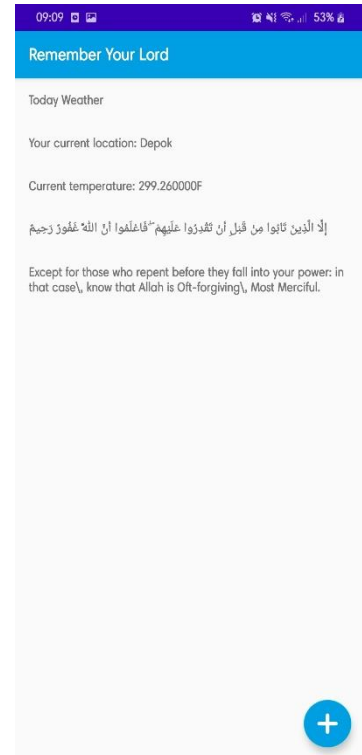 09:09 53%
Remember Your Lord
Today Weather
Your current location: Depok
Current temperature: 299.260000F
إِلَّا الَّذِينَ تَابُوا مِنْ قَبْلِ أَنْ تَقْدِرُوا عَلَيْهِمْ ۖ فَاعْلَمُوا أَنَّ اللَّهَ غَفُورٌ رَحِيمٌ
Except for those who repent before they fall into your power: in
that case\, know that Allah is Oft-forgiving\, Most Merciful.